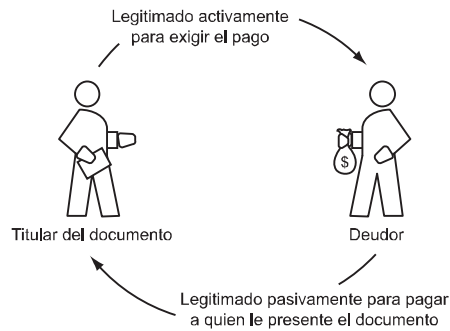 Legitimado activamente
para exigir el pago
$
Titular del documento
Deudor
Legitimado pasivamente para pagar
a quien le presente el documento